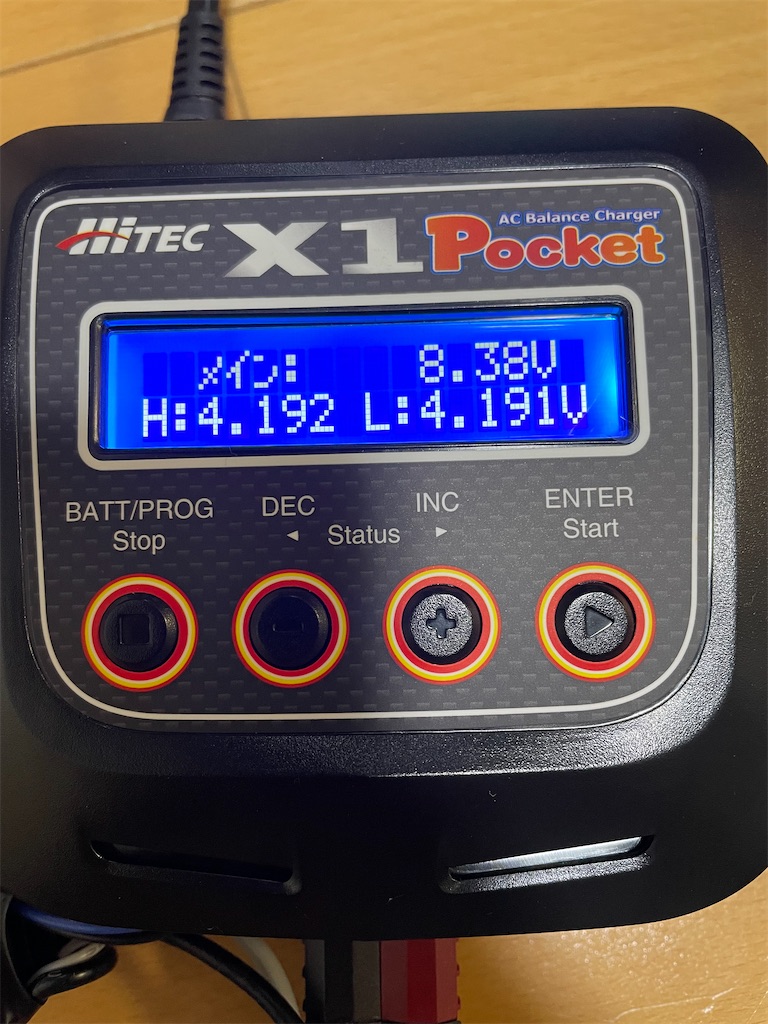 HiTEC X1 Pocket
AC Balance Charger
メイン: 8.38V
H:4.192 L:4.191V
BATT/PROG DEC INC ENTER
Stop ◄ Status ► Start